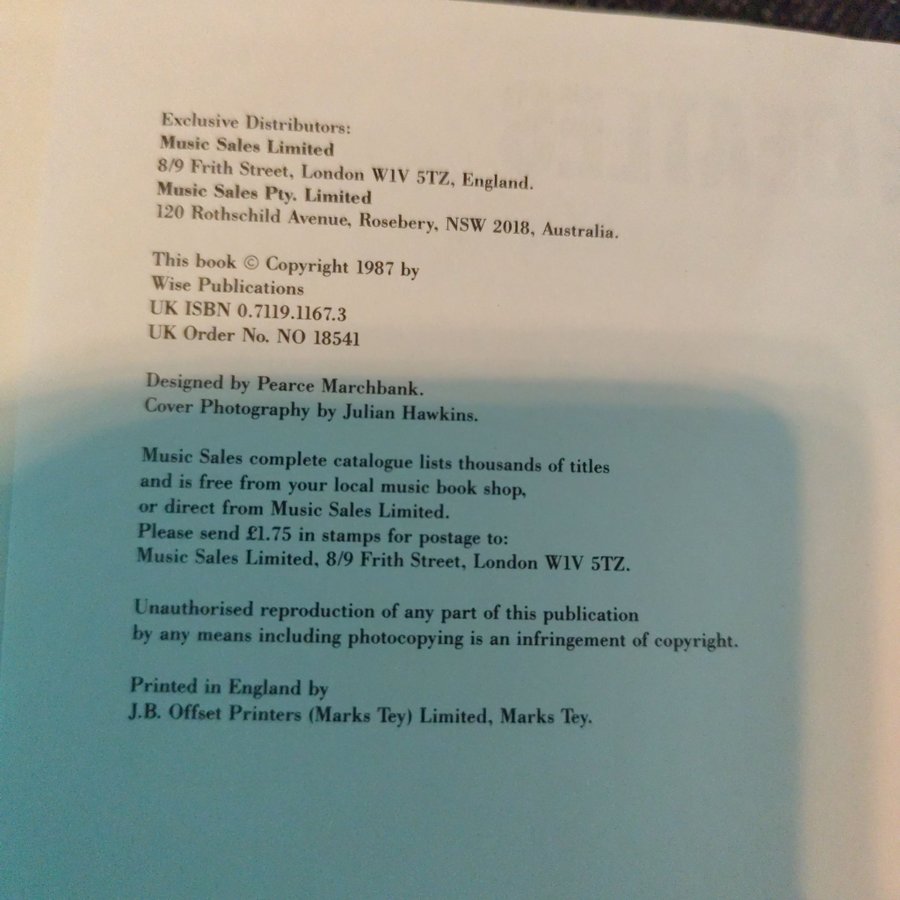 Exclusive Distributors:
Music Sales Limited
8/9 Frith Street, London W1V 5TZ, England.
Music Sales Pty. Limited
120 Rothschild Avenue, Rosebery, NSW 2018, Australia.
This book © Copyright 1987 by
Wise Publications
UK ISBN 0.7119.1167.3
UK Order No. NO 18541
Designed by Pearce Marchbank.
Cover Photography by Julian Hawkins.
Music Sales complete catalogue lists thousands of titles
and is free from your local music book shop,
or direct from Music Sales Limited.
Please send £1.75 in stamps for postage to:
Music Sales Limited, 8/9 Frith Street, London W1V 5TZ.
Unauthorised reproduction of any part of this publication
by any means including photocopying is an infringement of copyright.
Printed in England by
J.B. Offset Printers (Marks Tey) Limited, Marks Tey.